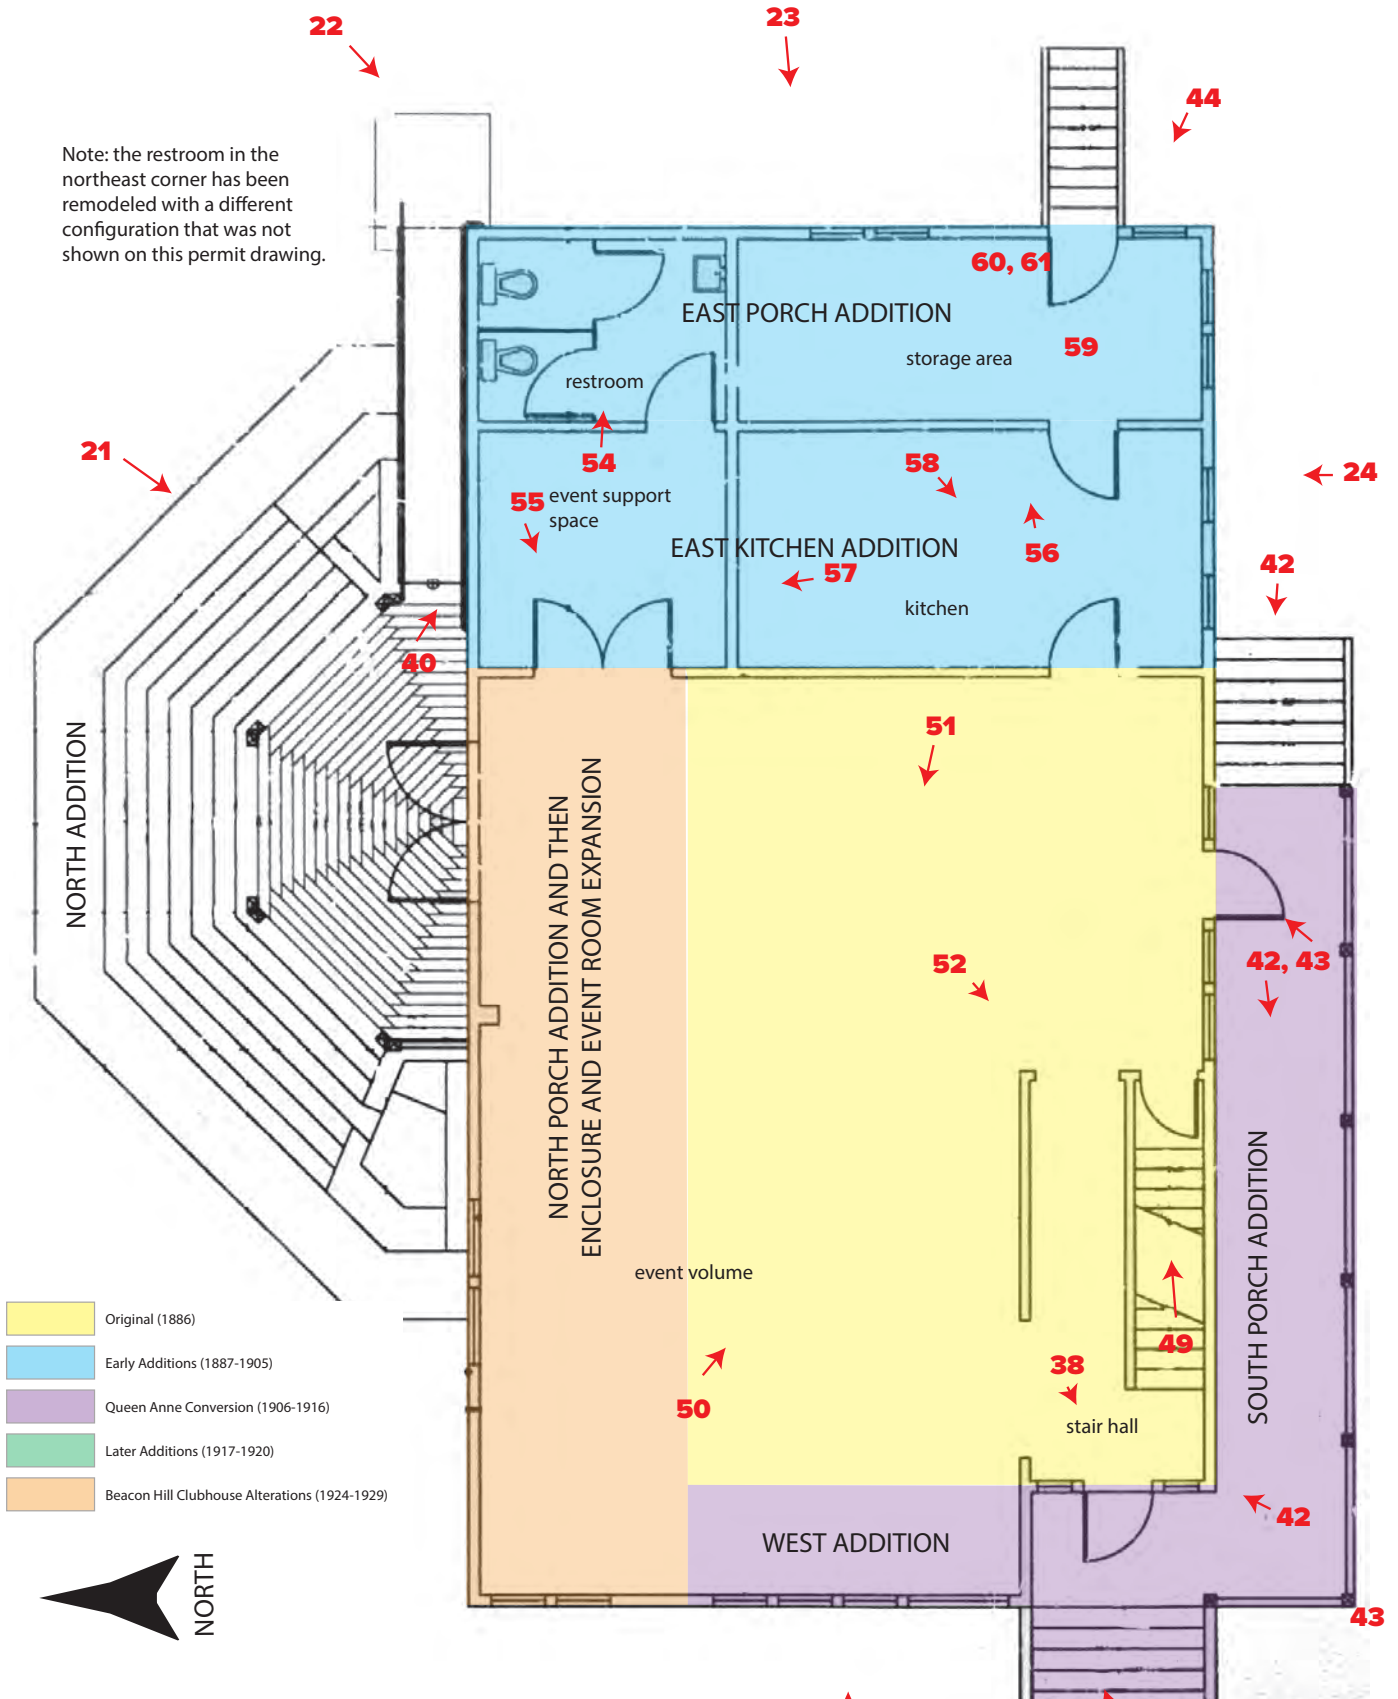 22
23
44
Note: the restroom in the
northeast corner has been
remodeled with a different
configuration that was not
shown on this permit drawing.
60, 61
EAST PORCH ADDITION
59
storage area
restroom
21
54
58
24
55
event support
space
56
EAST KITCHEN ADDITION
57
42
kitchen
40
51
NORTH ADDITION
NORTH PORCH ADDITION AND THEN
ENCLOSURE AND EVENT ROOM EXPANSION
52
42, 43
SOUTH PORCH ADDITION
event volume
49
38
50
stair hall
Original (1886)
Early Additions (1887-1905)
Queen Anne Conversion (1906-1916)
Later Additions (1917-1920)
Beacon Hill Clubhouse Alterations (1924-1929)
42
WEST ADDITION
NORTH
43